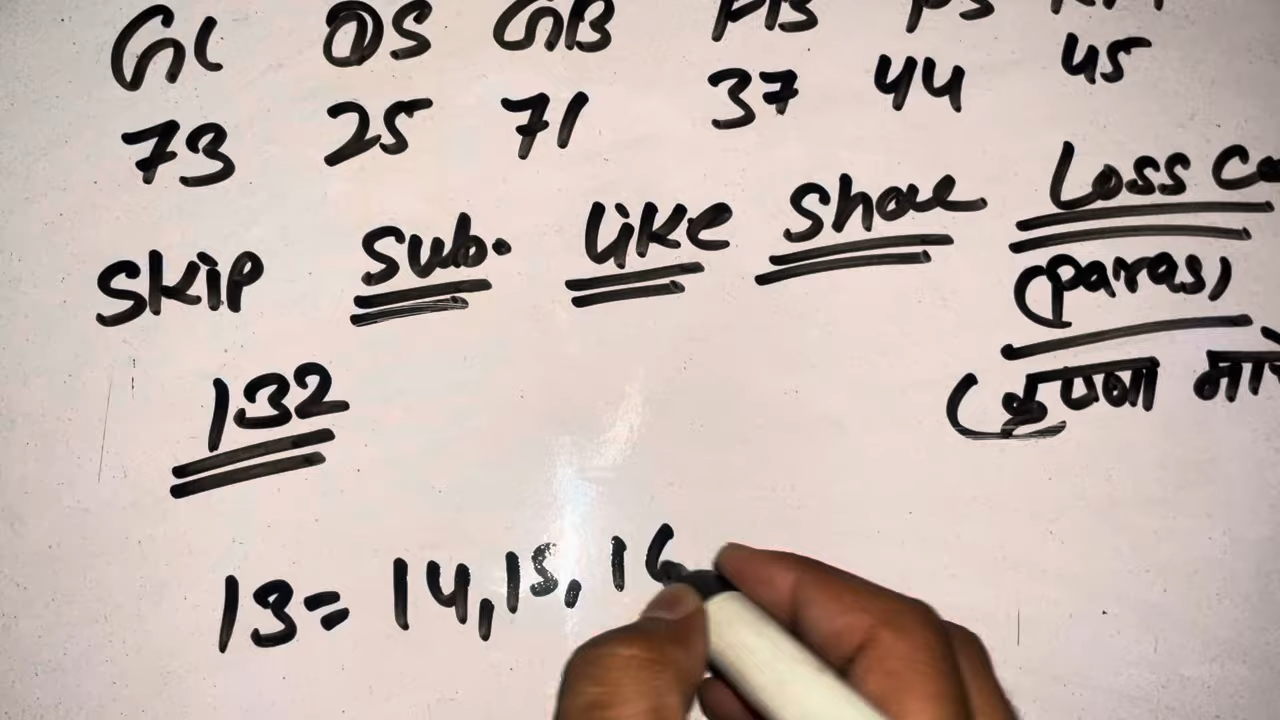 GL DS GB FB
73 25 71 37 44 45
Skip Sub. Like Share Loss
(paras)
132
13= 14,15, 16